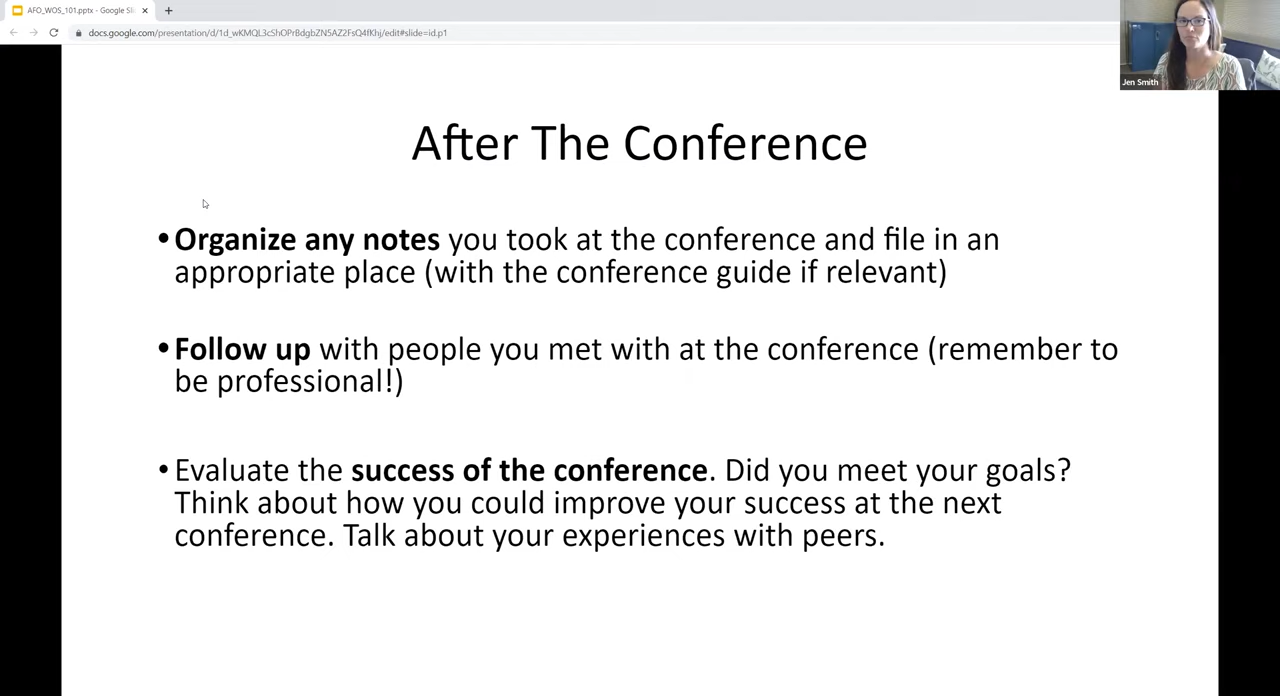 AFO_WOS_101.pptx - Google Sli
docs.google.com/presentation/d/1d_wKMQL3cShOPrBdgbZN5AZ2FsQ4fKhj/edit#slide=id.p1
Jen Smith
After The Conference
•Organize any notes you took at the conference and file in an
appropriate place (with the conference guide if relevant)
•Follow up with people you met with at the conference (remember to
be professional!)
•Evaluate the success of the conference. Did you meet your goals?
Think about how you could improve your success at the next
conference. Talk about your experiences with peers.